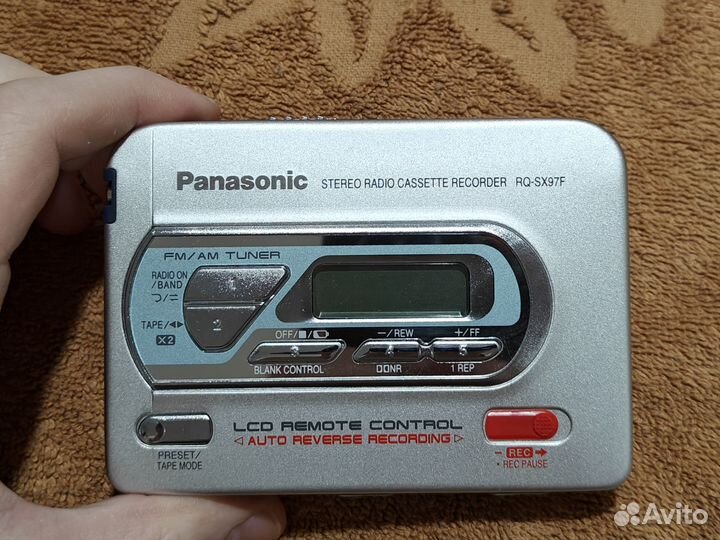 Panasonic STEREO RADIO CASSETTE RECORDER RQ-SX97F
FM/AM TUNER
RADIO ON
/BAND
1
TAPE/◀▶
2
X2
OFF/■/
−/REW
+/FF
3
4
5
BLANK CONTROL
NR
1 REP
LCD REMOTE CONTROL
◁ AUTO REVERSE RECORDING ▷
PRESET/
TAPE MODE
− REC ➡
• REC PAUSE
Avito